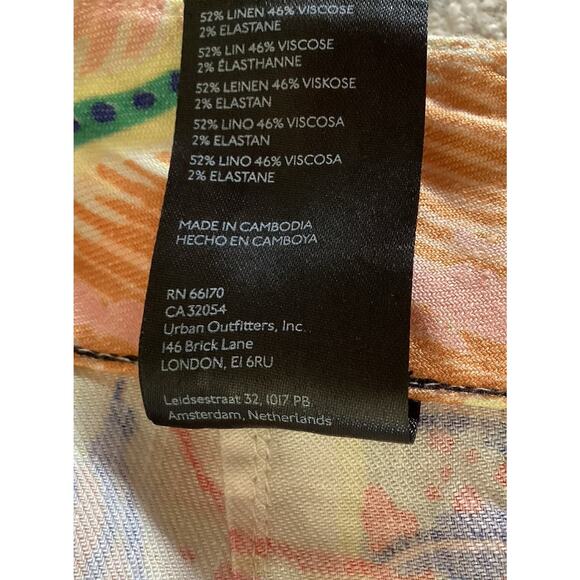 52% LINEN 46% VISCOSE
2% ELASTANE
52% LIN 46% VISCOSE
2% ÉLASTHANNE
52% LEINEN 46% VISKOSE
2% ELASTAN
52% LINO 46% VISCOSA
2% ELASTAN
52% LINO 46% VISCOSA
2% ELASTANE
MADE IN CAMBODIA
HECHO EN CAMBOYA
RN 66170
CA 32054
Urban Outfitters, Inc.
146 Brick Lane
LONDON, E1 6RU
Leidsestraat 32, 1017 PB
Amsterdam, Netherlands